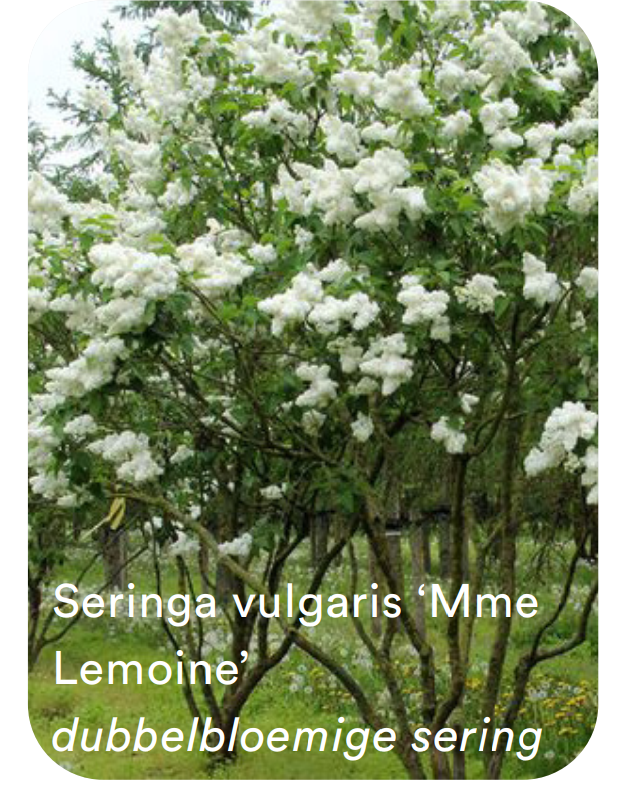 Seringa vulgaris ‘Mme
Lemoine’
dubbelbloemige sering